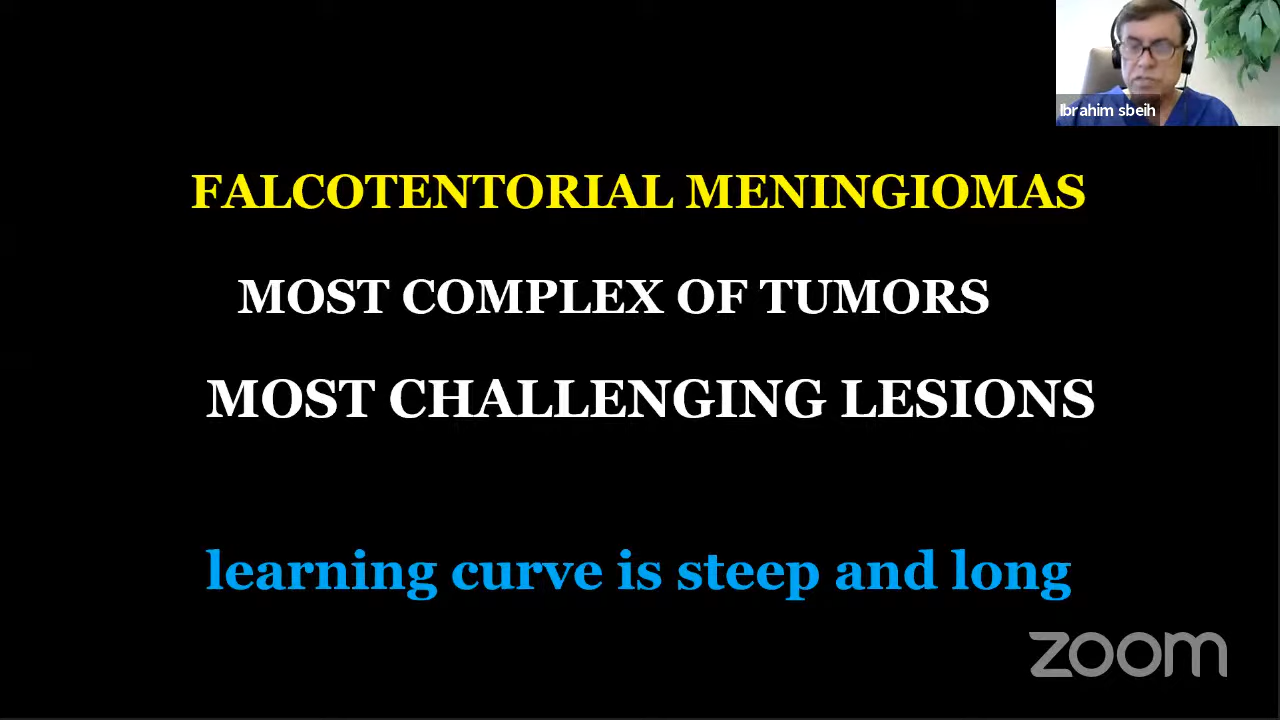 Ibrahim sbeih
FALCOTENTORIAL MENINGIOMAS
MOST COMPLEX OF TUMORS
MOST CHALLENGING LESIONS
learning curve is steep and long
zoom